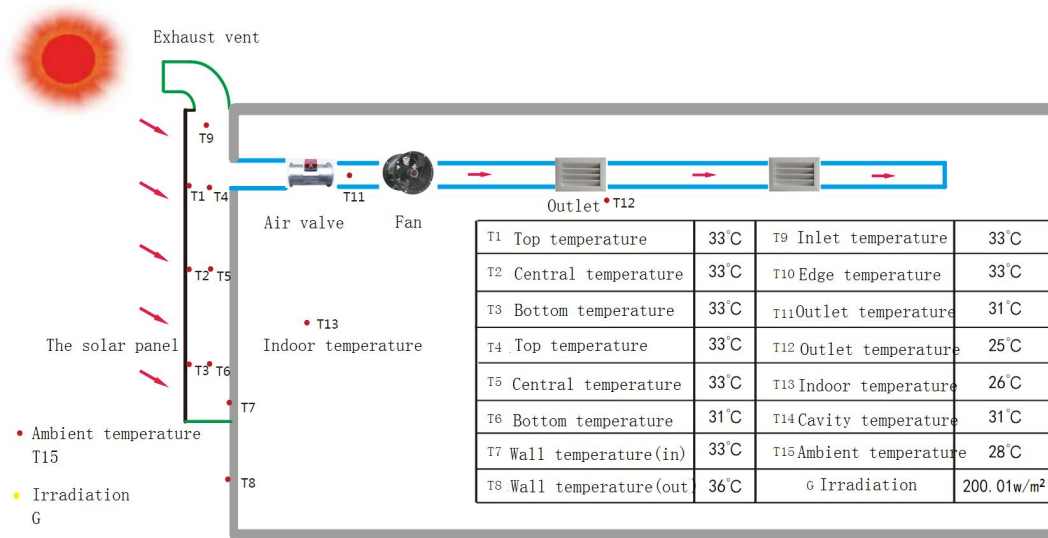 Exhaust vent
T9
T1 T4
T11
Air valve
Fan
Outlet
T12
T2 T5
T13
Indoor temperature
The solar panel
T3 T6
T7
T8
Ambient temperature
T15
Irradiation
G
T1 Top temperature 33°C T9 Inlet temperature 33°C
T2 Central temperature 33°C T10 Edge temperature 33°C
T3 Bottom temperature 33°C T11Outlet temperature 31°C
T4 Top temperature 33°C T12 Outlet temperature 25°C
T5 Central temperature 33°C T13 Indoor temperature 26°C
T6 Bottom temperature 31°C T14 Cavity temperature 31°C
T7 Wall temperature(in) 33°C T15 Ambient temperature 28°C
T8 Wall temperature(out) 36°C G Irradiation 200.01w/m²